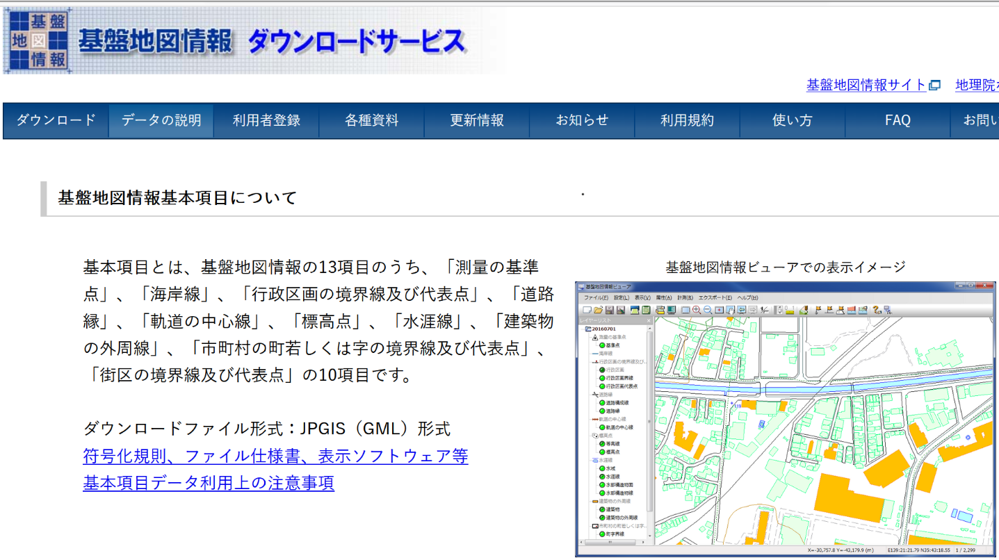 基盤
地図
情報
基盤地図情報 ダウンロードサービス
基盤地図情報サイト 地理院
ダウンロード データの説明 利用者登録 各種資料 更新情報 お知らせ 利用規約 使い方 FAQ お問い
基盤地図情報基本項目について
基本項目とは、基盤地図情報の13項目のうち、「測量の基準
点」、「海岸線」、「行政区画の境界線及び代表点」、「道路
縁」、「軌道の中心線」、「標高点」、「水涯線」、「建築物
の外周線」、「市町村の町若しくは字の境界線及び代表点」、
「街区の境界線及び代表点」の10項目です。
ダウンロードファイル形式：JPGIS（GML）形式
符号化規則、ファイル仕様書、表示ソフトウェア等
基本項目データ利用上の注意事項
基盤地図情報ビューアでの表示イメージ
基盤地図情報ビューア
ファイル(F) 設定(L) 表示(V) 属性(A) 計測(R) エクスポート(E) ヘルプ(H)
レイヤーリスト
20160701
測量の基準点
基準点
海岸線
行政区画の境界線及び..
行政区画
行政区画界線
行政区画代表点
道路縁
道路構成線
道路縁
軌道の中心線
軌道の中心線
標高点
等高線
標高点
水涯線
水域
水涯線
水部構造物面
水部構造物線
建築物の外周線
建築物
建築物の外周線
市町村の町若しくは字..
町字界線
119
X=-30,757.8 Y=-43,179.9 (m) E139:21:21.79 N35:43:18.55 1 / 2,299